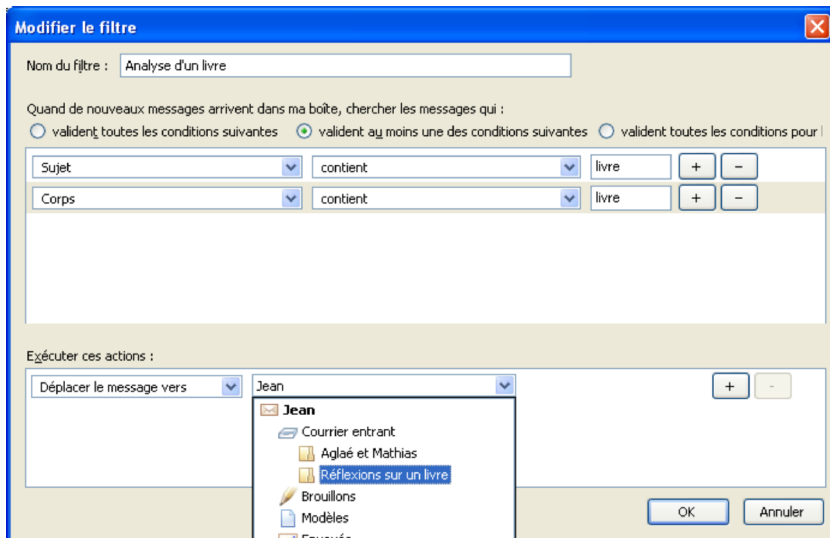 Modifier le filtre
Nom du filtre : Analyse d'un livre
Quand de nouveaux messages arrivent dans ma boîte, chercher les messages qui :
valident toutes les conditions suivantes valident au moins une des conditions suivantes valident toutes les conditions pour l
Sujet contient livre + -
Corps contient livre + -
Exécuter ces actions :
Déplacer le message vers Jean + -
Jean
Courrier entrant
Aglaé et Mathias
Réflexions sur un livre
Brouillons
Modèles
OK Annuler